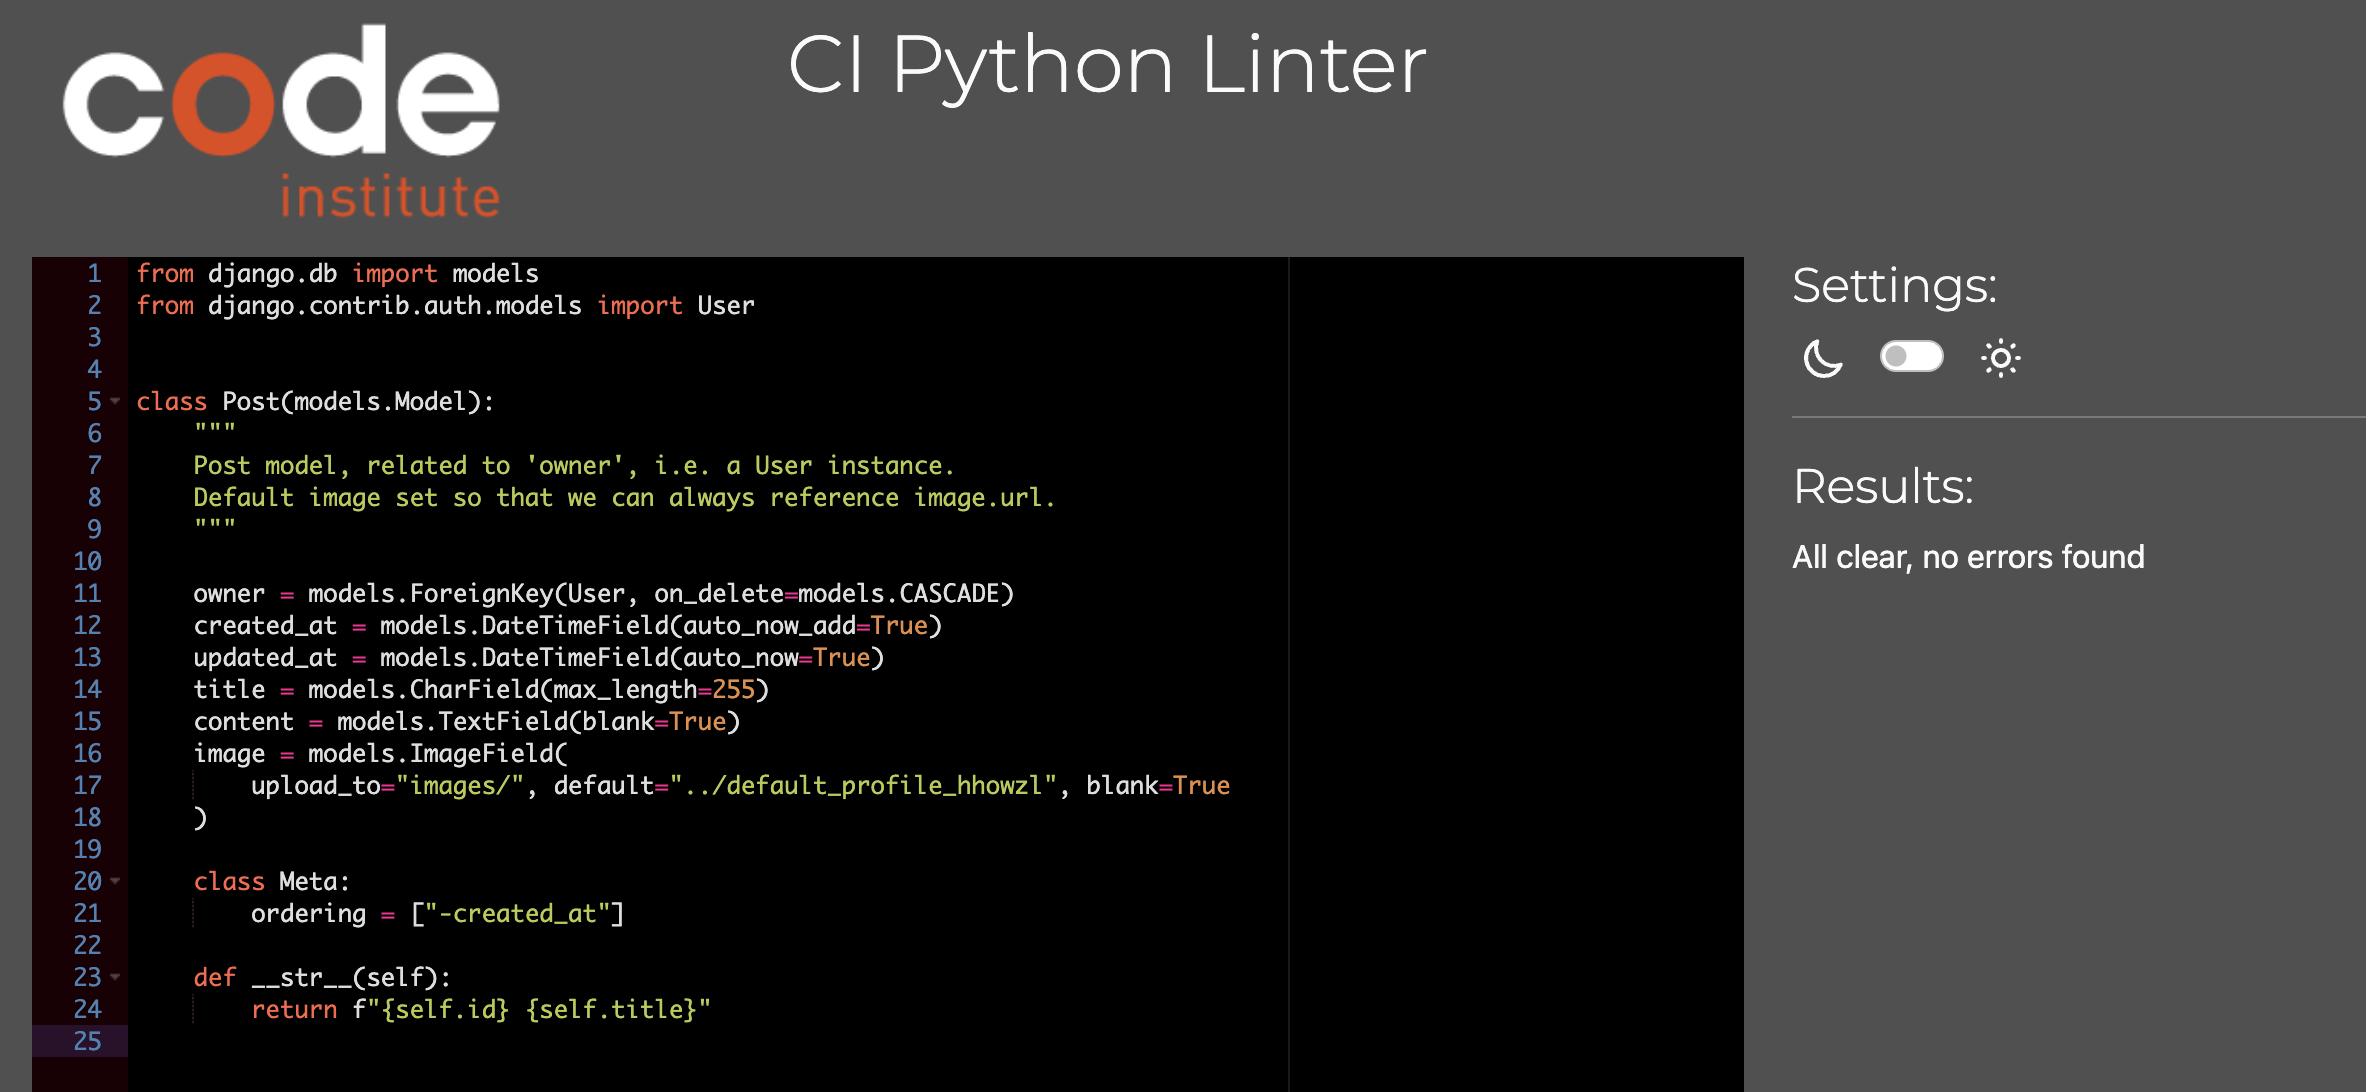 code
institute
CI Python Linter
1 from django.db import models
2 from django.contrib.auth.models import User
3
4
5 class Post(models.Model):
6     """
7     Post model, related to 'owner', i.e. a User instance.
8     Default image set so that we can always reference image.url.
9     """
10
11     owner = models.ForeignKey(User, on_delete=models.CASCADE)
12     created_at = models.DateTimeField(auto_now_add=True)
13     updated_at = models.DateTimeField(auto_now=True)
14     title = models.CharField(max_length=255)
15     content = models.TextField(blank=True)
16     image = models.ImageField(
17         upload_to="images/", default="../default_profile_hhowzl", blank=True
18     )
19
20     class Meta:
21         ordering = ["-created_at"]
22
23     def __str__(self):
24         return f"{self.id} {self.title}"
25
Settings:
Results:
All clear, no errors found